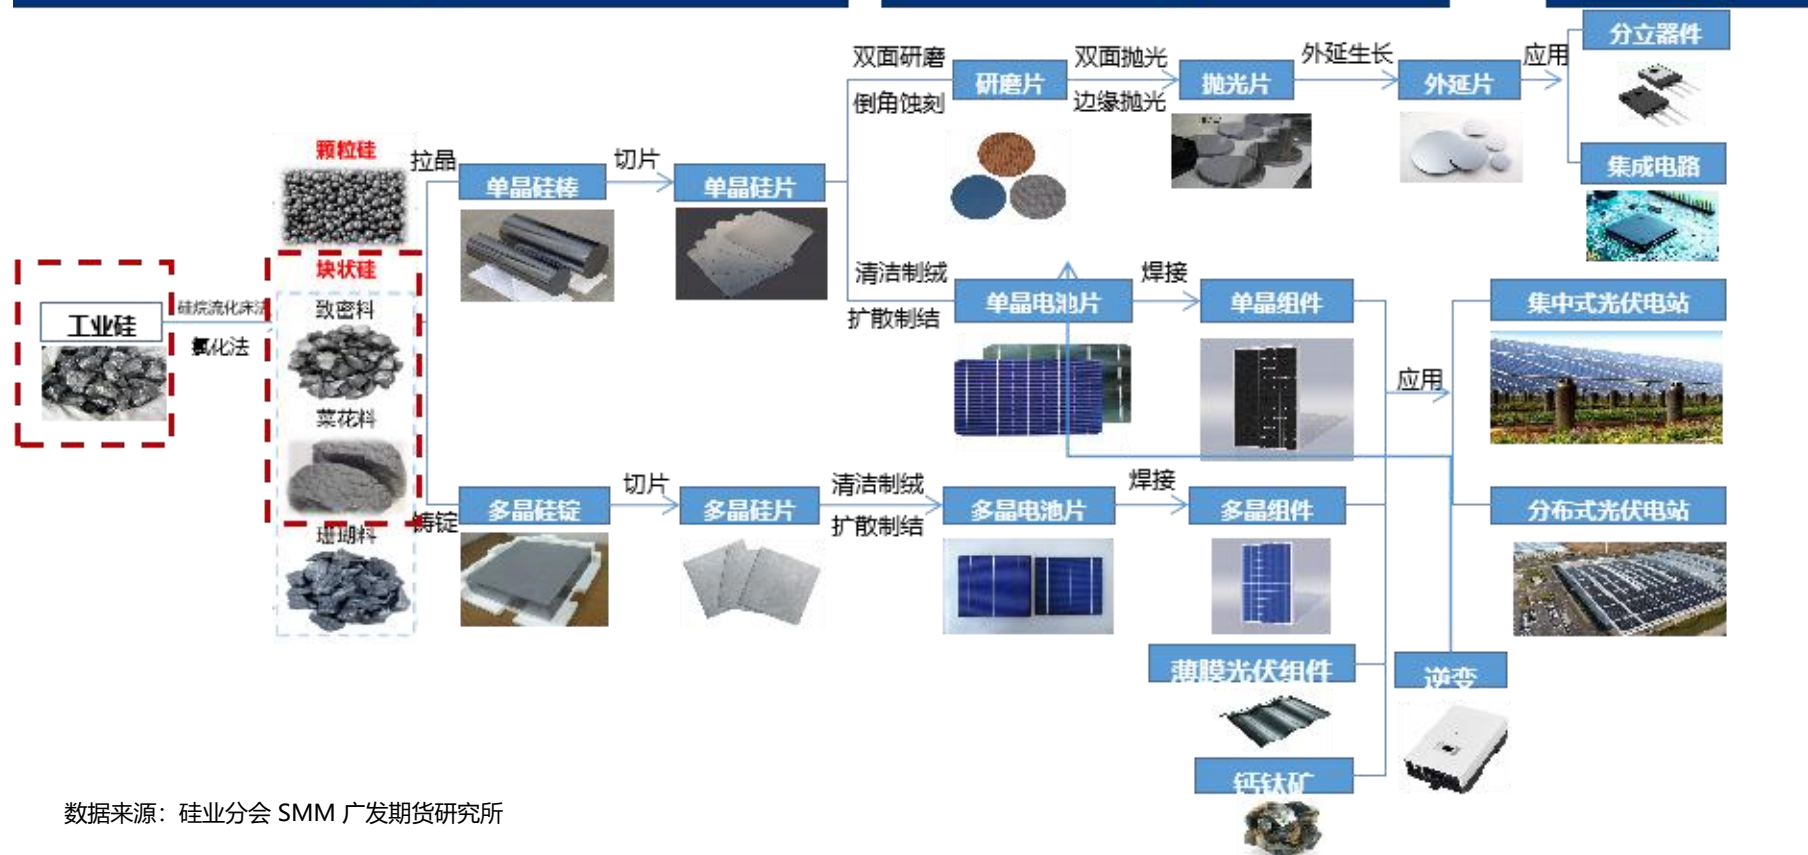 分立器件
双面研磨
双面抛光
外延生长
应用
研磨片
抛光片
外延片
倒角蚀刻
边缘抛光
颗粒硅
拉晶
切片
单晶硅棒
单晶硅片
集成电路
块状硅
清洁制绒
焊接
工业硅
硅烷流化床法
致密料
单晶电池片
单晶组件
集中式光伏电站
扩散制结
氯化法
应用
菜花料
切片
清洁制绒
焊接
多晶硅锭
多晶硅片
多晶电池片
多晶组件
分布式光伏电站
铸锭
扩散制结
珊瑚料
薄膜光伏组件
逆变
钙钛矿
数据来源：硅业分会 SMM 广发期货研究所